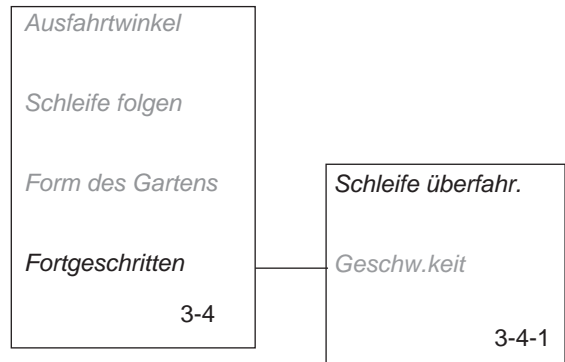 Ausfahrtwinkel
Schleife folgen
Form des Gartens
Fortgeschritten
3-4
Schleife überfahr.
Geschw.keit
3-4-1